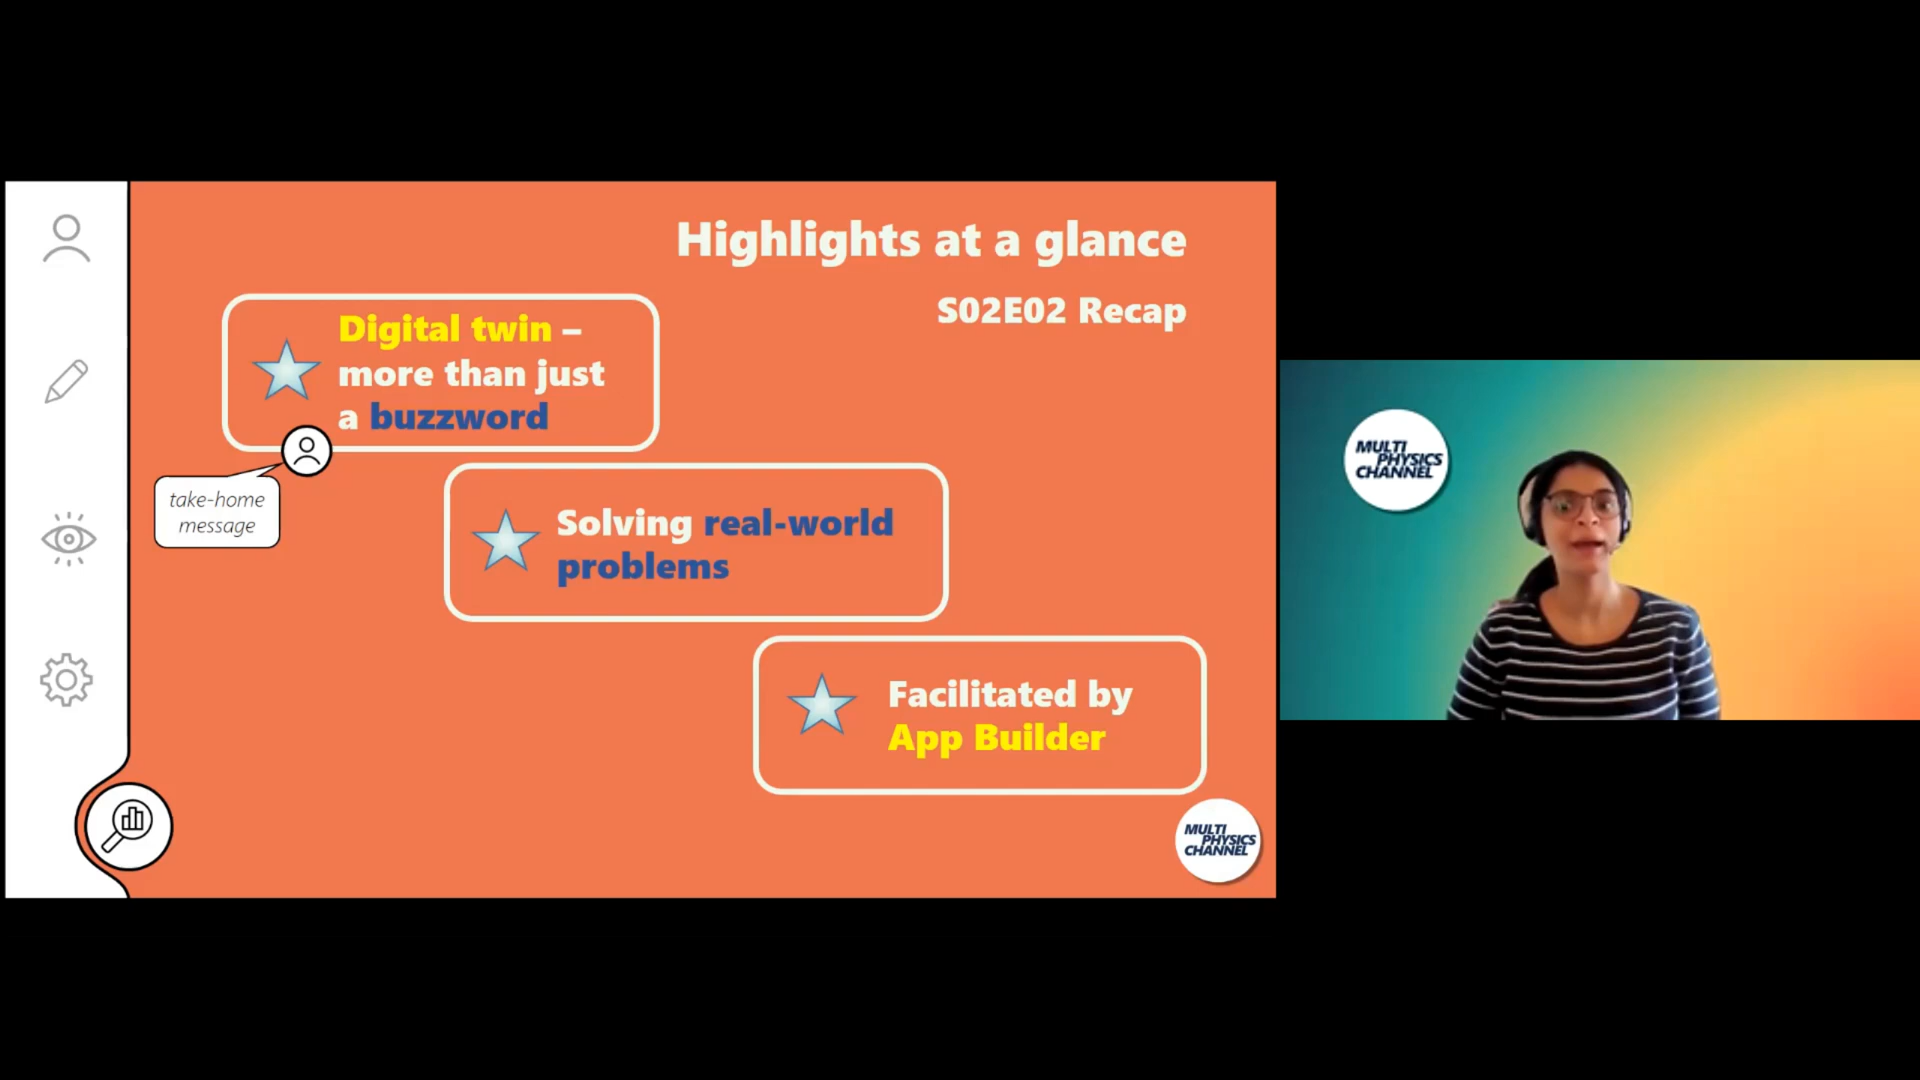 Highlights at a glance
S02E02 Recap
Digital twin –
more than just
a buzzword
take-home
message
Solving real-world
problems
Facilitated by
App Builder
MULTI
PHYSICS
CHANNEL
MULTI
PHYSICS
CHANNEL